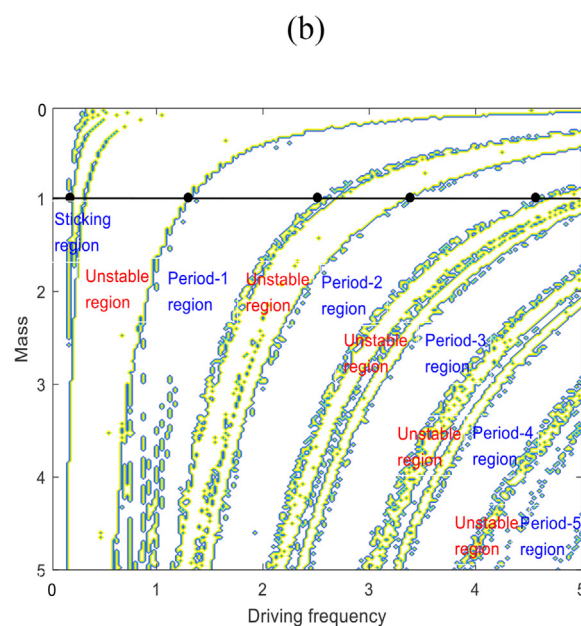 (b)
0
1
2
3
4
5
Mass
Sticking
region
Unstable
region
Period-1
region
Unstable
region
Period-2
region
Unstable
region
Period-3
region
Unstable
region
Period-4
region
Unstable
region
Period-5
region
0
1
2
3
4
5
Driving frequency